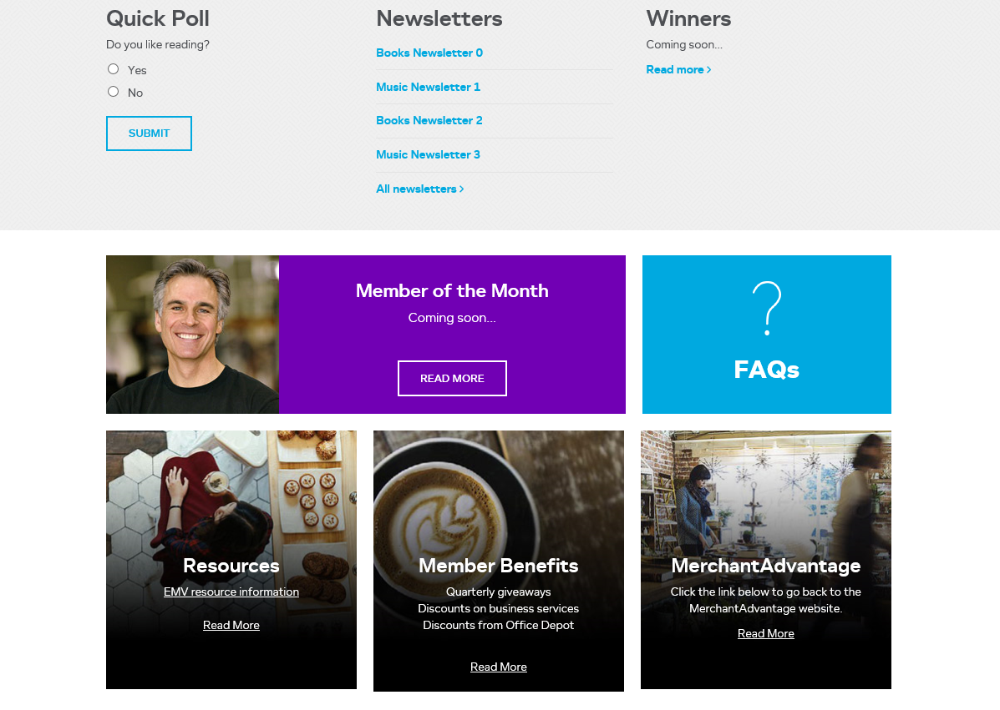 Quick Poll
Do you like reading?
Yes
No
SUBMIT
Newsletters
Books Newsletter 0
Music Newsletter 1
Books Newsletter 2
Music Newsletter 3
All newsletters >
Winners
Coming soon...
Read more >
Member of the Month
Coming soon...
READ MORE
?
FAQs
Resources
EMV resource information
Read More
Member Benefits
Quarterly giveaways
Discounts on business services
Discounts from Office Depot
Read More
MerchantAdvantage
Click the link below to go back to the
MerchantAdvantage website.
Read More